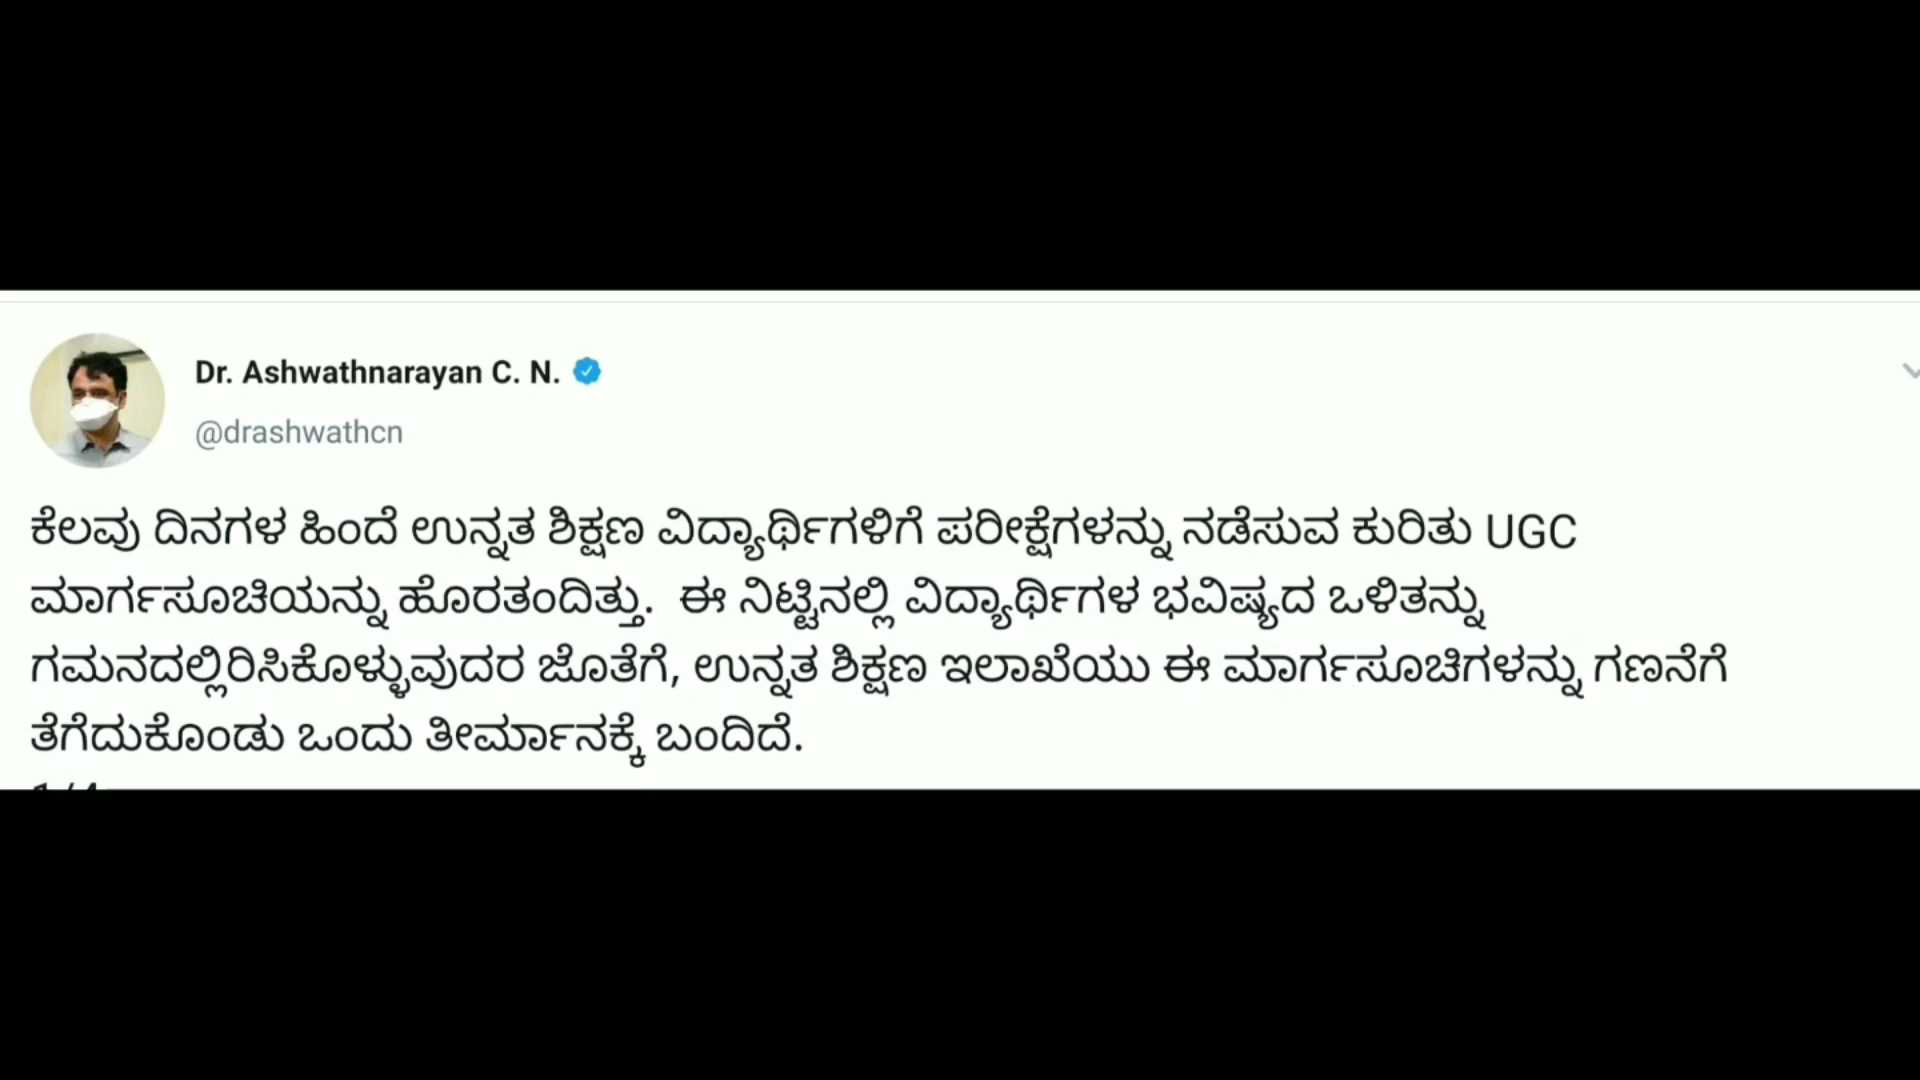 Dr. Ashwathnarayan C. N.
@drashwathcn
ಕೆಲವು ದಿನಗಳ ಹಿಂದೆ ಉನ್ನತ ಶಿಕ್ಷಣ ವಿದ್ಯಾರ್ಥಿಗಳಿಗೆ ಪರೀಕ್ಷೆಗಳನ್ನು ನಡೆಸುವ ಕುರಿತು UGC
ಮಾರ್ಗಸೂಚಿಯನ್ನು ಹೊರತಂದಿತ್ತು. ಈ ನಿಟ್ಟಿನಲ್ಲಿ ವಿದ್ಯಾರ್ಥಿಗಳ ಭವಿಷ್ಯದ ಒಳಿತನ್ನು
ಗಮನದಲ್ಲಿರಿಸಿಕೊಳ್ಳುವುದರ ಜೊತೆಗೆ, ಉನ್ನತ ಶಿಕ್ಷಣ ಇಲಾಖೆಯು ಈ ಮಾರ್ಗಸೂಚಿಗಳನ್ನು ಗಣನೆಗೆ
ತೆಗೆದುಕೊಂಡು ಒಂದು ತೀರ್ಮಾನಕ್ಕೆ ಬಂದಿದೆ.